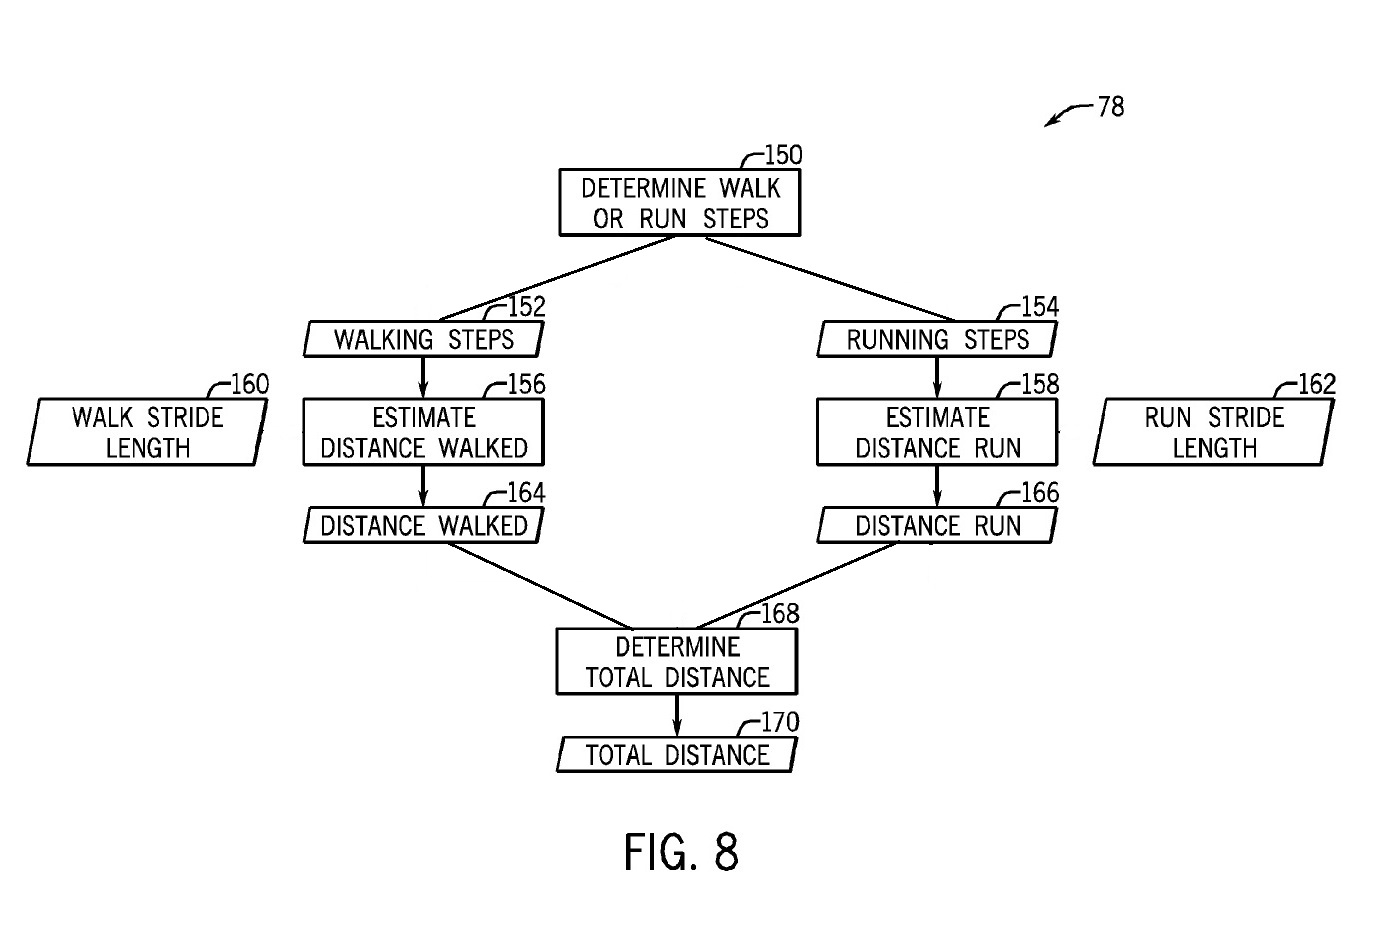 78
150
DETERMINE WALK
OR RUN STEPS
152
WALKING STEPS
154
RUNNING STEPS
160
WALK STRIDE
LENGTH
156
ESTIMATE
DISTANCE WALKED
158
ESTIMATE
DISTANCE RUN
162
RUN STRIDE
LENGTH
164
DISTANCE WALKED
166
DISTANCE RUN
168
DETERMINE
TOTAL DISTANCE
170
TOTAL DISTANCE
FIG. 8